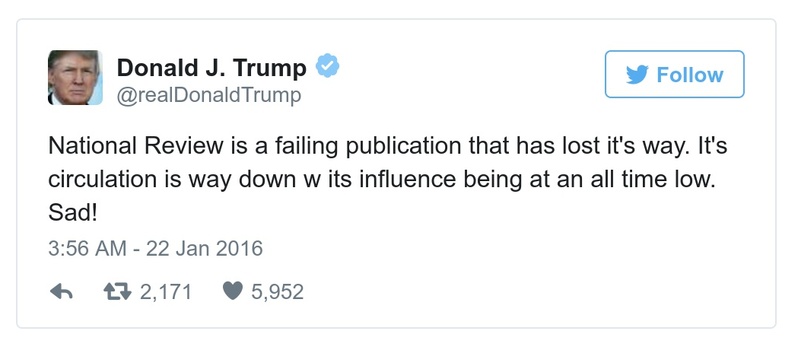 Donald J. Trump
@realDonaldTrump
Follow
National Review is a failing publication that has lost it's way. It's
circulation is way down w its influence being at an all time low.
Sad!
3:56 AM - 22 Jan 2016
2,171 5,952